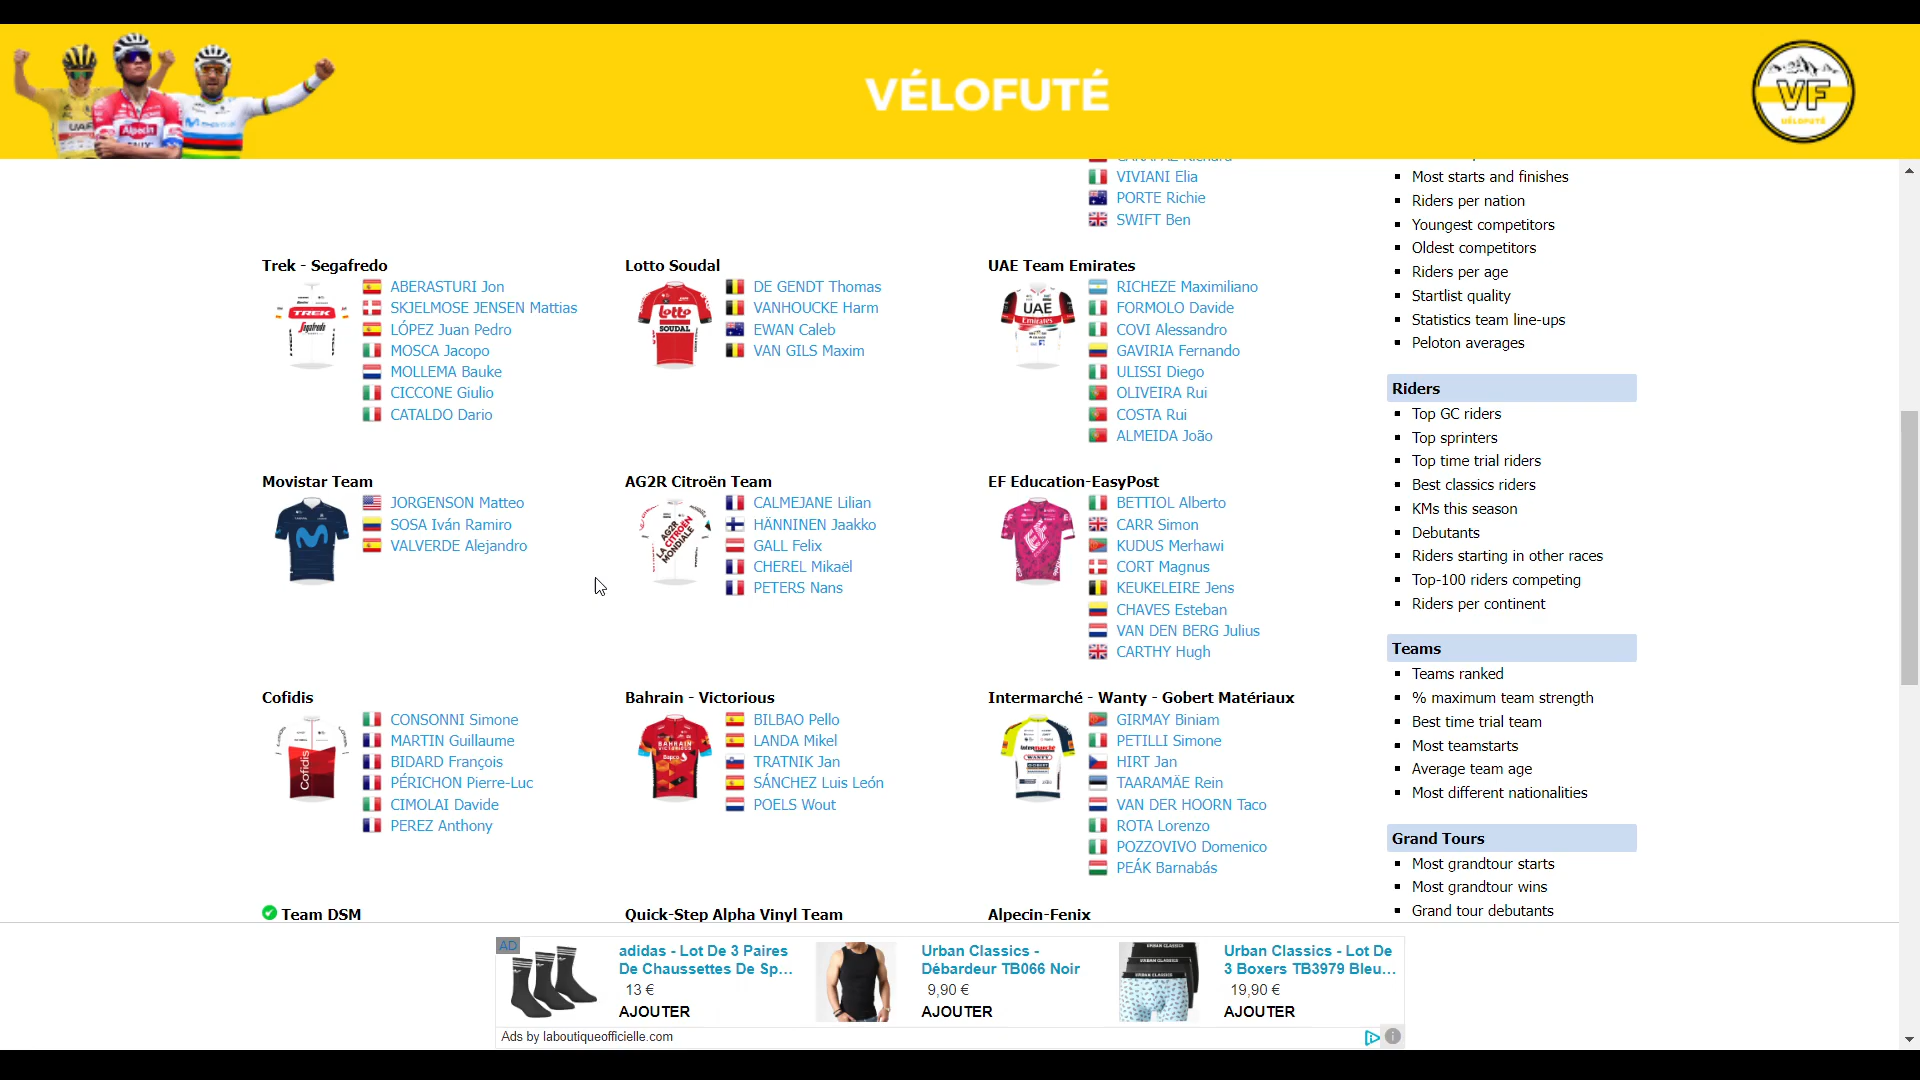 VÉLOFUTÉ
VF
VÉLOFUTÉ
VIVIANI Elia
PORTE Richie
SWIFT Ben
Trek - Segafredo
ABERASTURI Jon
SKJELMOSE JENSEN Mattias
LÓPEZ Juan Pedro
MOSCA Jacopo
MOLLEMA Bauke
CICCONE Giulio
CATALDO Dario
Lotto Soudal
DE GENDT Thomas
VANHOUCKE Harm
EWAN Caleb
VAN GILS Maxim
UAE Team Emirates
RICHEZE Maximiliano
FORMOLO Davide
COVI Alessandro
GAVIRIA Fernando
ULISSI Diego
OLIVEIRA Rui
COSTA Rui
ALMEIDA João
Movistar Team
JORGENSON Matteo
SOSA Iván Ramiro
VALVERDE Alejandro
AG2R Citroën Team
CALMEJANE Lilian
HÄNNINEN Jaakko
GALL Felix
CHEREL Mikaël
PETERS Nans
EF Education-EasyPost
BETTIOL Alberto
CARR Simon
KUDUS Merhawi
CORT Magnus
KEUKELEIRE Jens
CHAVES Esteban
VAN DEN BERG Julius
CARTHY Hugh
Cofidis
CONSONNI Simone
MARTIN Guillaume
BIDARD François
PÉRICHON Pierre-Luc
CIMOLAI Davide
PEREZ Anthony
Bahrain - Victorious
BILBAO Pello
LANDA Mikel
TRATNIK Jan
SÁNCHEZ Luis León
POELS Wout
Intermarché - Wanty - Gobert Matériaux
GIRMAY Biniam
PETILLI Simone
HIRT Jan
TAARAMÄE Rein
VAN DER HOORN Taco
ROTA Lorenzo
POZZOVIVO Domenico
PEÁK Barnabás
Team DSM
Quick-Step Alpha Vinyl Team
Alpecin-Fenix
Most starts and finishes
Riders per nation
Youngest competitors
Oldest competitors
Riders per age
Startlist quality
Statistics team line-ups
Peloton averages
Riders
Top GC riders
Top sprinters
Top time trial riders
Best classics riders
KMs this season
Debutants
Riders starting in other races
Top-100 riders competing
Riders per continent
Teams
Teams ranked
% maximum team strength
Best time trial team
Most teamstarts
Average team age
Most different nationalities
Grand Tours
Most grandtour starts
Most grandtour wins
Grand tour debutants
AD
adidas - Lot De 3 Paires
De Chaussettes De Sp...
13 €
AJOUTER
Urban Classics -
Débardeur TB066 Noir
9,90 €
AJOUTER
Urban Classics - Lot De
3 Boxers TB3979 Bleu...
19,90 €
AJOUTER
Ads by laboutiqueofficielle.com